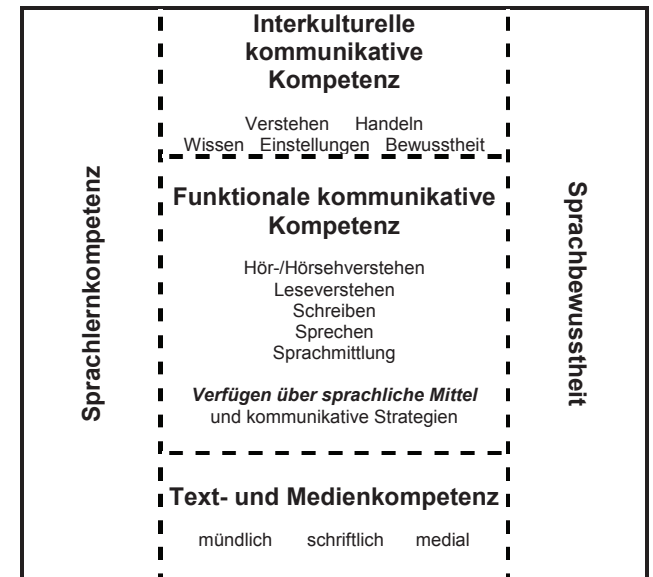 Sprachlernkompetenz
Interkulturelle
kommunikative
Kompetenz
Verstehen Handeln
Wissen Einstellungen Bewusstheit
Funktionale kommunikative
Kompetenz
Hör-/Hörsehverstehen
Leseverstehen
Schreiben
Sprechen
Sprachmittlung
Verfügen über sprachliche Mittel
und kommunikative Strategien
Text- und Medienkompetenz
mündlich schriftlich medial
Sprachbewusstheit